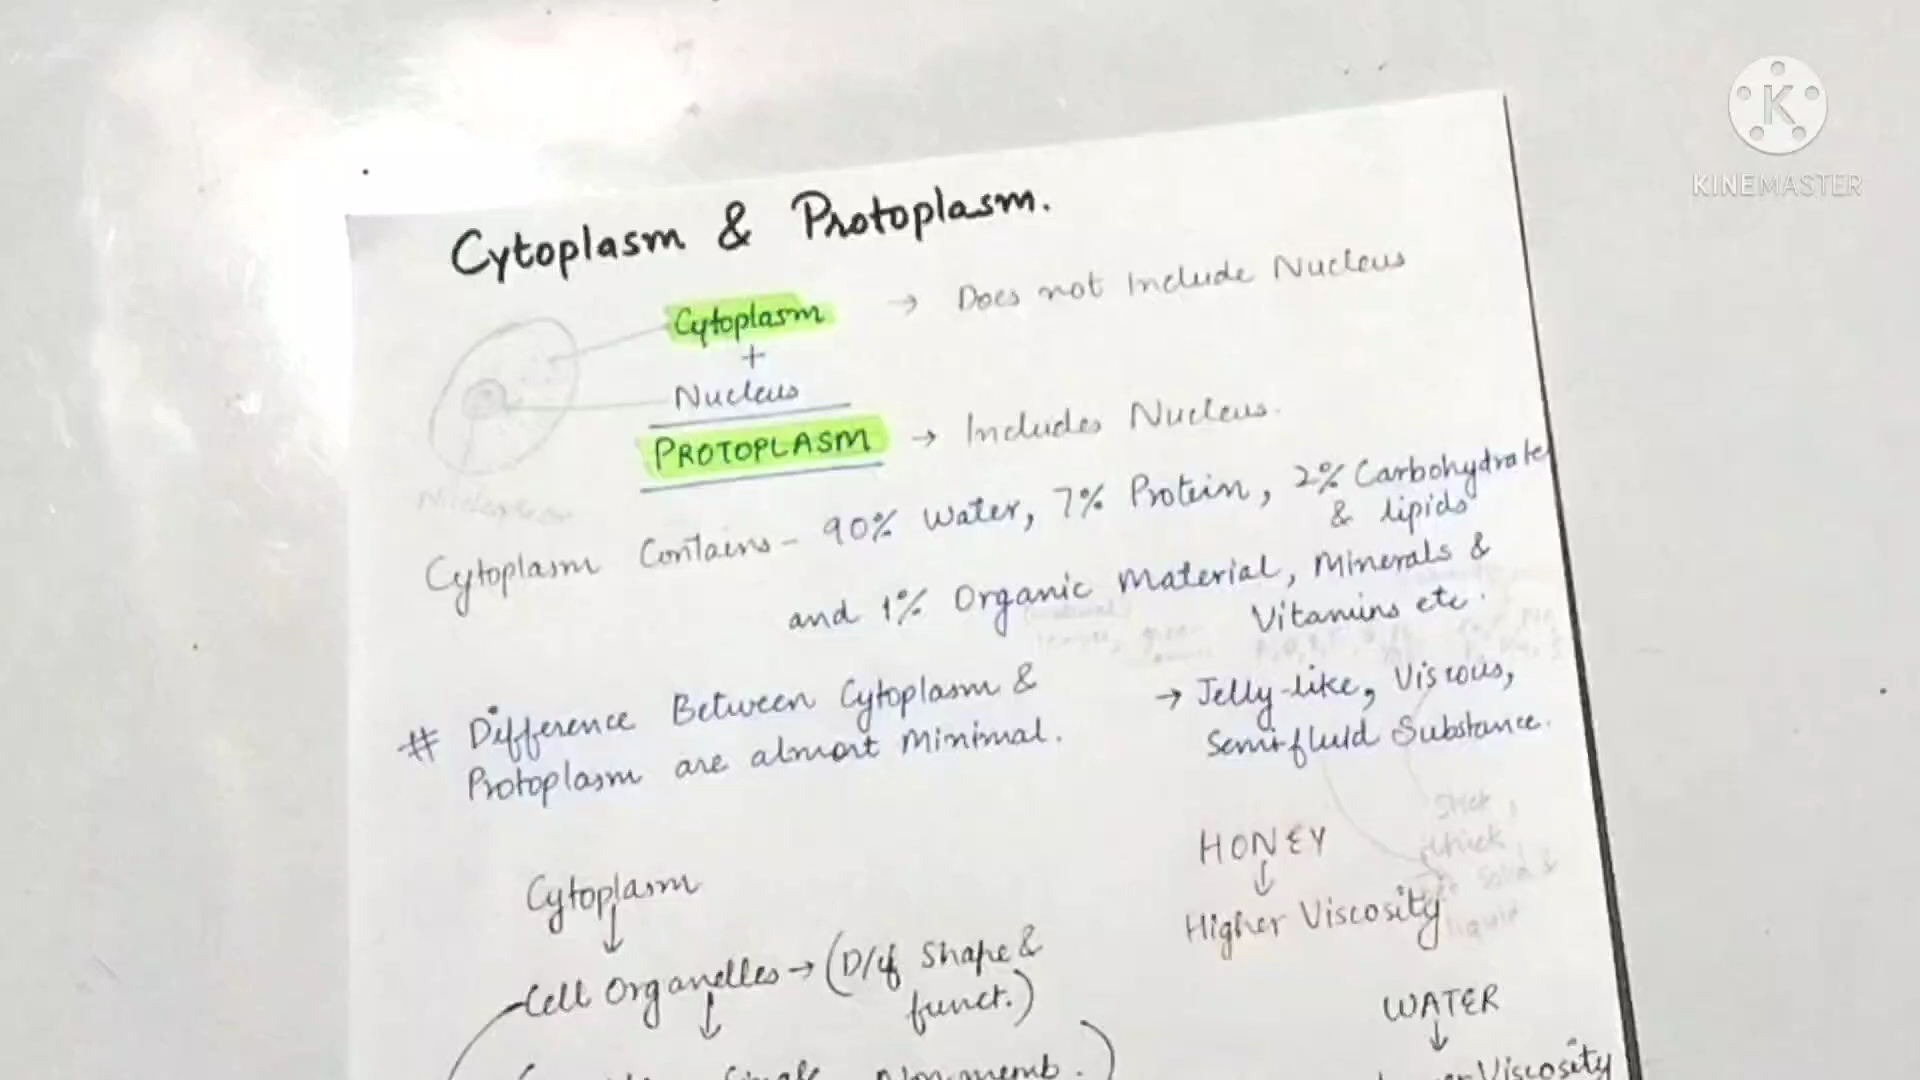 KINEMASTER
Cytoplasm & Protoplasm.
Cytoplasm → Does not Include Nucleus
+
Nucleus
PROTOPLASM → Includes Nucleus.
Cytoplasm Contains - 90% Water, 7% Protein, 2% Carbohydrate
& lipids
and 1% Organic Material, Minerals &
Vitamins etc.
# Difference Between Cytoplasm &
Protoplasm are almost Minimal.
→ Jelly-like, Viscous,
Semi-fluid Substance.
HONEY
↓
Higher Viscosity
Cytoplasm
↓
Cell Organelles → (D/f Shape &
funct.)
↓
WATER
↓
Viscosity